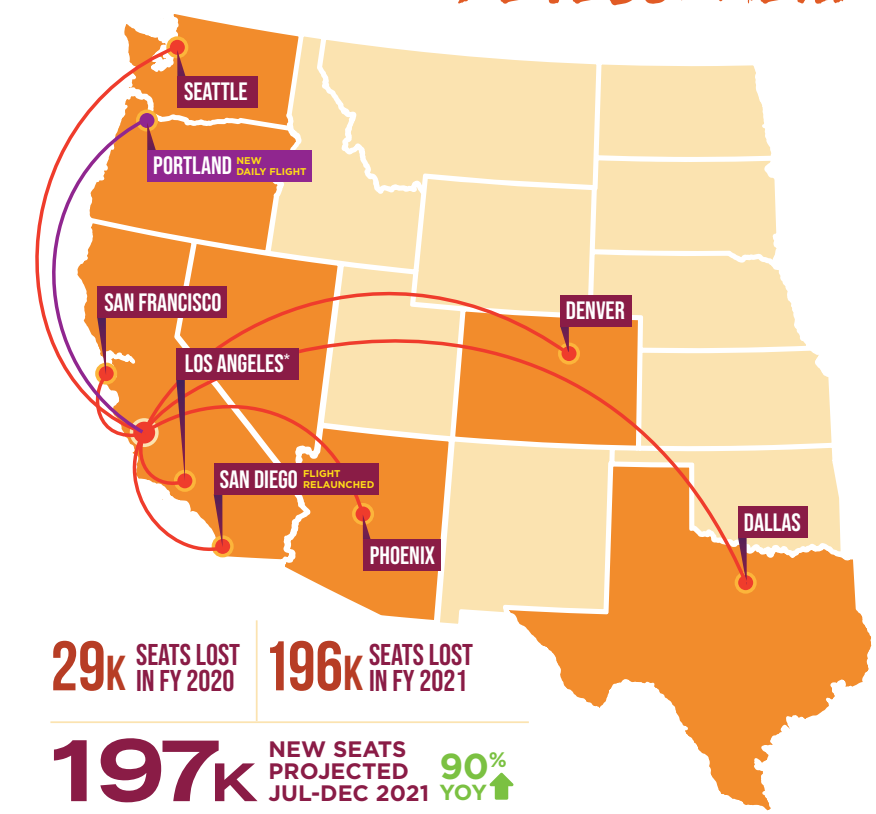 SEATTLE
PORTLAND NEW
DAILY FLIGHT
SAN FRANCISCO
DENVER
LOS ANGELES*
SAN DIEGO FLIGHT
RELAUNCHED
DALLAS
PHOENIX
29K SEATS LOST
IN FY 2020
196K SEATS LOST
IN FY 2021
197K NEW SEATS
PROJECTED
JUL-DEC 2021
90%
YOY